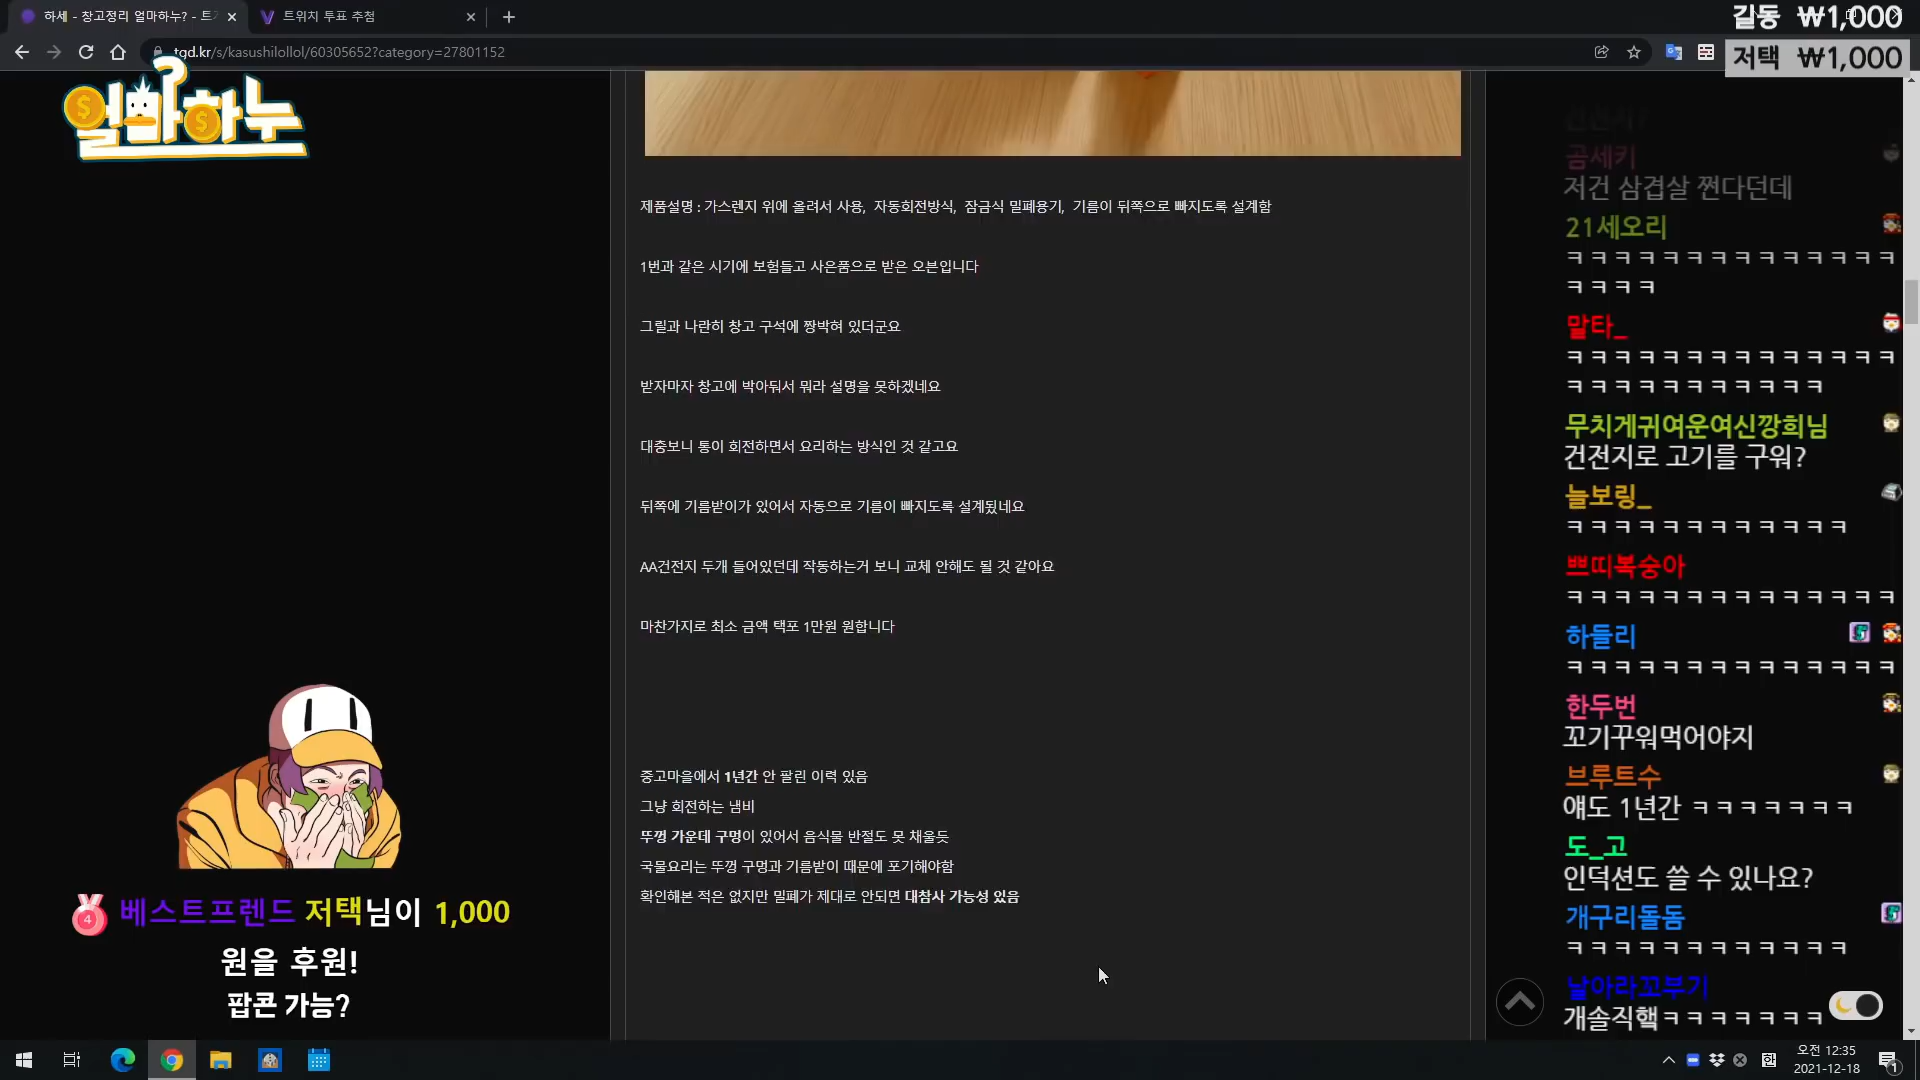 하세 - 창고정리 얼마하누? - 트
트위치 투표 추첨
길동 ₩1,000
tgd.kr/s/kasushilollol/60305652?category=27801152
저택 ₩1,000
얼마하누?
제품설명 : 가스렌지 위에 올려서 사용, 자동회전방식, 잠금식 밀폐용기, 기름이 뒤쪽으로 빠지도록 설계함
1번과 같은 시기에 보험들고 사은품으로 받은 오븐입니다
그릴과 나란히 창고 구석에 짱박혀 있더군요
받자마자 창고에 박아둬서 뭐라 설명을 못하겠네요
대충보니 통이 회전하면서 요리하는 방식인 것 같고요
뒤쪽에 기름받이가 있어서 자동으로 기름이 빠지도록 설계됬네요
AA건전지 두개 들어있던데 작동하는거 보니 교체 안해도 될 것 같아요
마찬가지로 최소 금액 택포 1만원 원합니다
중고마을에서 1년간 안 팔린 이력 있음
그냥 회전하는 냄비
뚜껑 가운데 구멍이 있어서 음식물 반절도 못 채울듯
국물요리는 뚜껑 구멍과 기름받이 때문에 포기해야함
확인해본 적은 없지만 밀폐가 제대로 안되면 대참사 가능성 있음
4
베스트프렌드 저택님이 1,000
원을 후원!
팝콘 가능?
곰세키
저건 삼겹살 쩐다던데
21세오리
ㅋㅋㅋㅋㅋㅋㅋㅋㅋㅋㅋㅋㅋㅋ
ㅋㅋㅋㅋ
말타_
ㅋㅋㅋㅋㅋㅋㅋㅋㅋㅋㅋㅋㅋㅋ
ㅋㅋㅋㅋㅋㅋㅋㅋㅋㅋㅋ
무치게귀여운여신깡희님
건전지로 고기를 구워?
늘보링_
ㅋㅋㅋㅋㅋㅋㅋㅋㅋㅋㅋㅋ
쁘띠복숭아
ㅋㅋㅋㅋㅋㅋㅋㅋㅋㅋㅋㅋㅋㅋ
하들리
ㅋㅋㅋㅋㅋㅋㅋㅋㅋㅋㅋㅋㅋㅋ
한두번
꼬기꾸워먹어야지
브루트수
얘도 1년간 ㅋㅋㅋㅋㅋㅋㅋ
도_고
인덕션도 쓸 수 있나요?
개구리돌돔
ㅋㅋㅋㅋㅋㅋㅋㅋㅋㅋㅋㅋ
날아라꼬부기
개솔직핵ㅋㅋㅋㅋㅋㅋㅋ
한
오전 12:35
2021-12-18
1